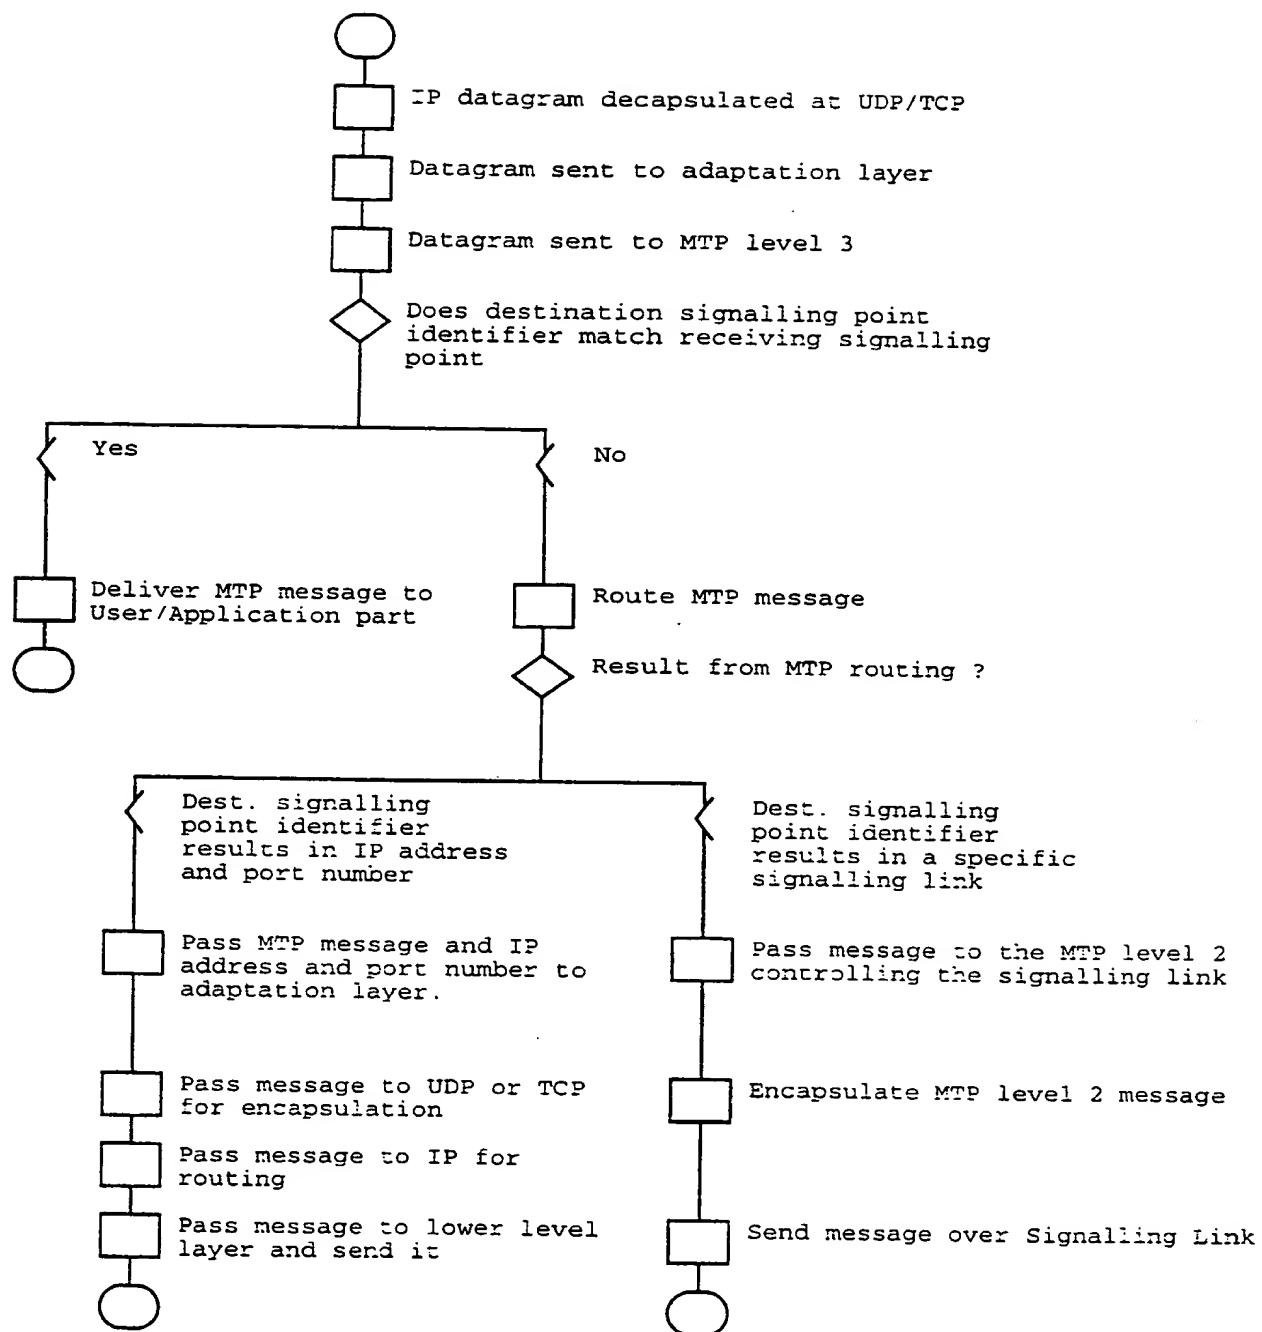 IP datagram decapsulated at UDP/TCP
Datagram sent to adaptation layer
Datagram sent to MTP level 3
Does destination signalling point
identifier match receiving signalling
point
Yes
No
Deliver MTP message to
User/Application part
Route MTP message
Result from MTP routing ?
Dest. signalling
point identifier
results in IP address
and port number
Dest. signalling
point identifier
results in a specific
signalling link
Pass MTP message and IP
address and port number to
adaptation layer.
Pass message to the MTP level 2
controlling the signalling link
Pass message to UDP or TCP
for encapsulation
Encapsulate MTP level 2 message
Pass message to IP for
routing
Pass message to lower level
layer and send it
Send message over Signalling Link